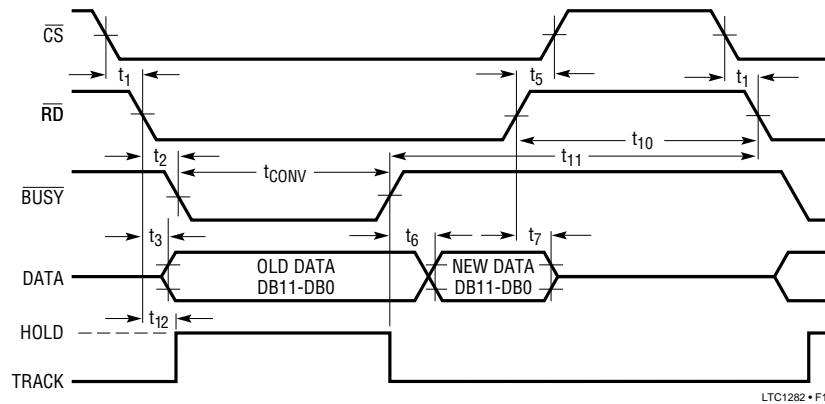 CS
t1
t5
t1
RD
t2
t10
tCONV
t11
BUSY
t3
t6
t7
DATA
OLD DATA
DB11-DB0
NEW DATA
DB11-DB0
t12
HOLD
TRACK
LTC1282 • F1